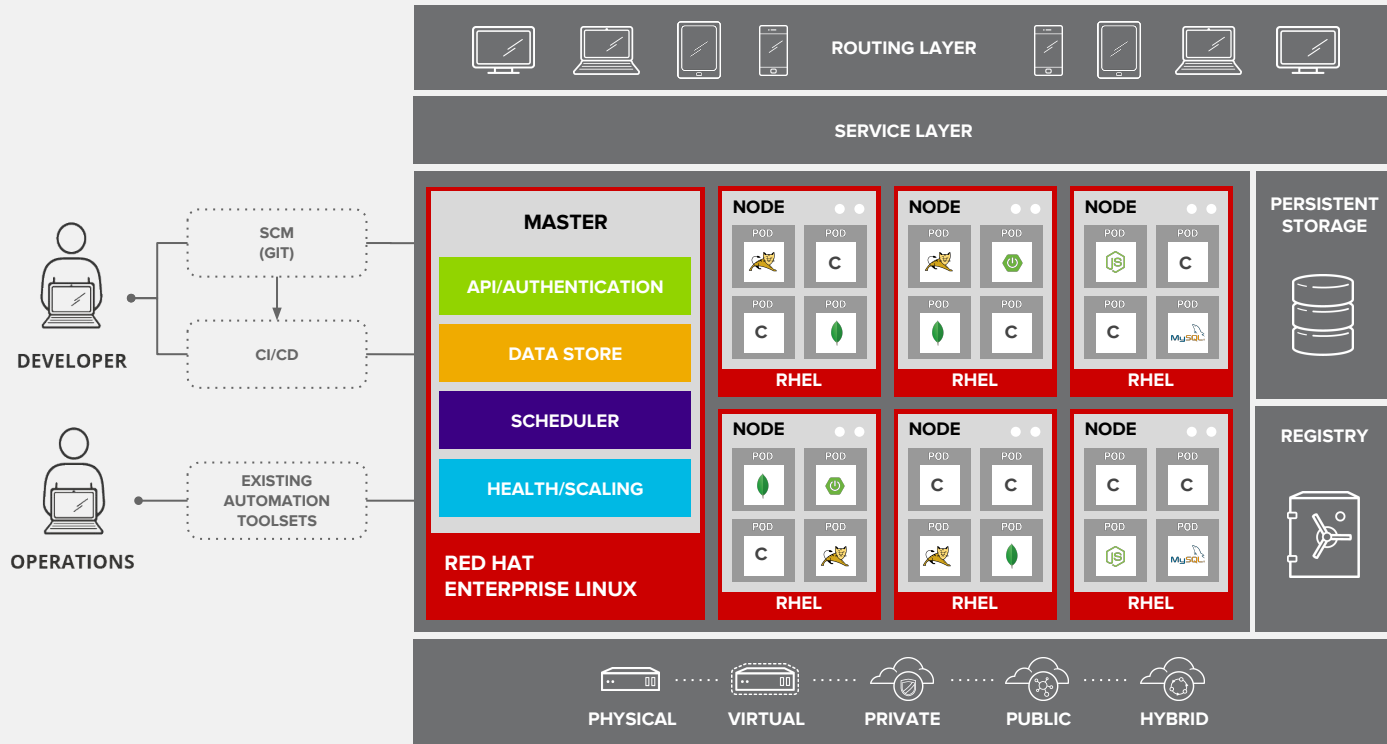 ROUTING LAYER
SERVICE LAYER
DEVELOPER
SCM
(GIT)
CI/CD
OPERATIONS
EXISTING
AUTOMATION
TOOLSETS
MASTER
API/AUTHENTICATION
DATA STORE
SCHEDULER
HEALTH/SCALING
RED HAT
ENTERPRISE LINUX
NODE
POD POD
C
POD POD
C
RHEL
NODE
POD POD
POD POD
C
RHEL
NODE
POD POD
JS C
POD POD
C MySQL
RHEL
NODE
POD POD
POD POD
C
RHEL
NODE
POD POD
C C
POD POD
RHEL
NODE
POD POD
C C
POD POD
JS MySQL
RHEL
PERSISTENT
STORAGE
REGISTRY
PHYSICAL VIRTUAL PRIVATE PUBLIC HYBRID